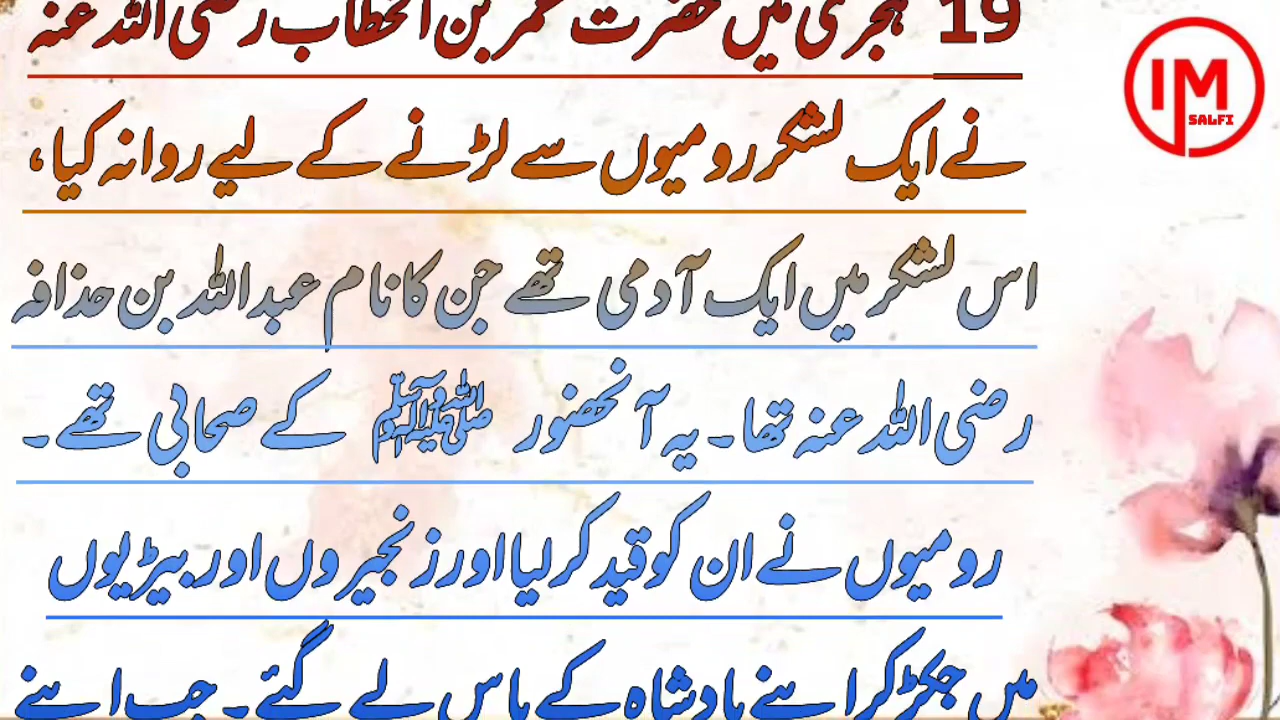 19 ہجری میں حضرت عمر بن الخطاب رضی اللہ عنہ
نے ایک لشکر رومیوں سے لڑنے کے لیے روانہ کیا،
اس لشکر میں ایک آدمی تھے جن کا نام عبداللہ بن حذافہ
رضی اللہ عنہ تھا۔ یہ آنحضور ﷺ کے صحابی تھے۔
رومیوں نے ان کو قید کر لیا اور زنجیروں اور بیڑیوں
میں جکڑ کر اپنے بادشاہ کے پاس لے گئے۔ جب اپنے
IM
SALFI